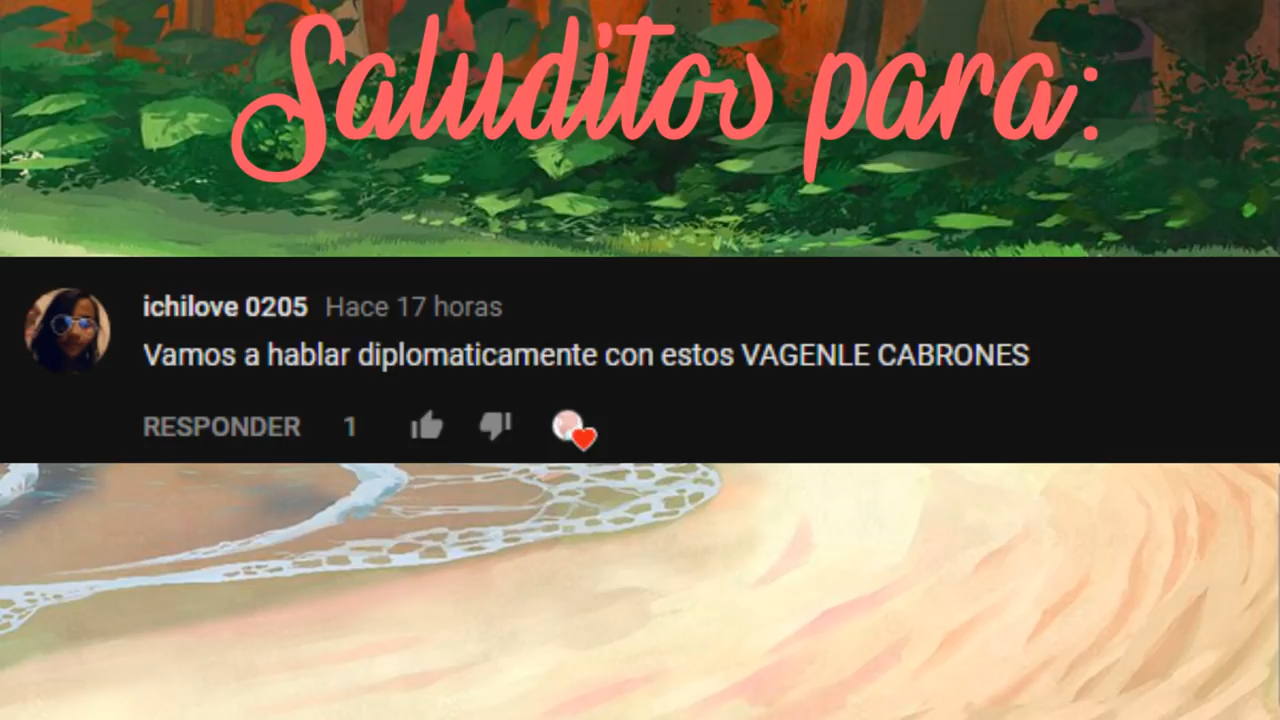 Saluditos para:
ichilove 0205 Hace 17 horas
Vamos a hablar diplomaticamente con estos VAGENLE CABRONES
RESPONDER 1